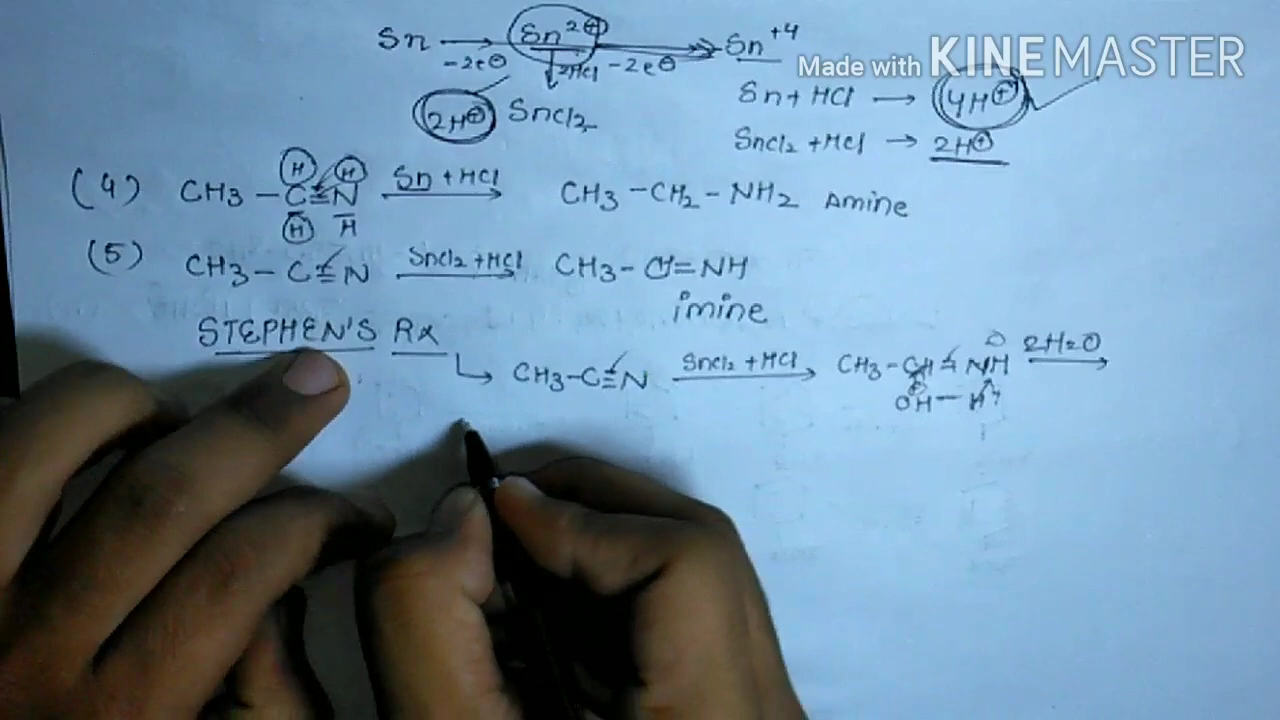 Sn → Sn²⊕ → Sn⁺⁴
-2e⊖ 2HCl -2e⊖
Made with KINEMASTER
2H⊕ SnCl2
Sn + HCl → 4H⊕
SnCl2 + HCl → 2H⊕
H H
(4) CH3 - C≡N Sn + HCl → CH3 - CH2 - NH2 Amine
H H
(5) CH3 - C≡N SnCl2 + HCl → CH3 - CH=NH
imine
STEPHEN'S Rx
CH3-C≡N SnCl2 + HCl → CH3-CH=NH 2H2O →
OH - H